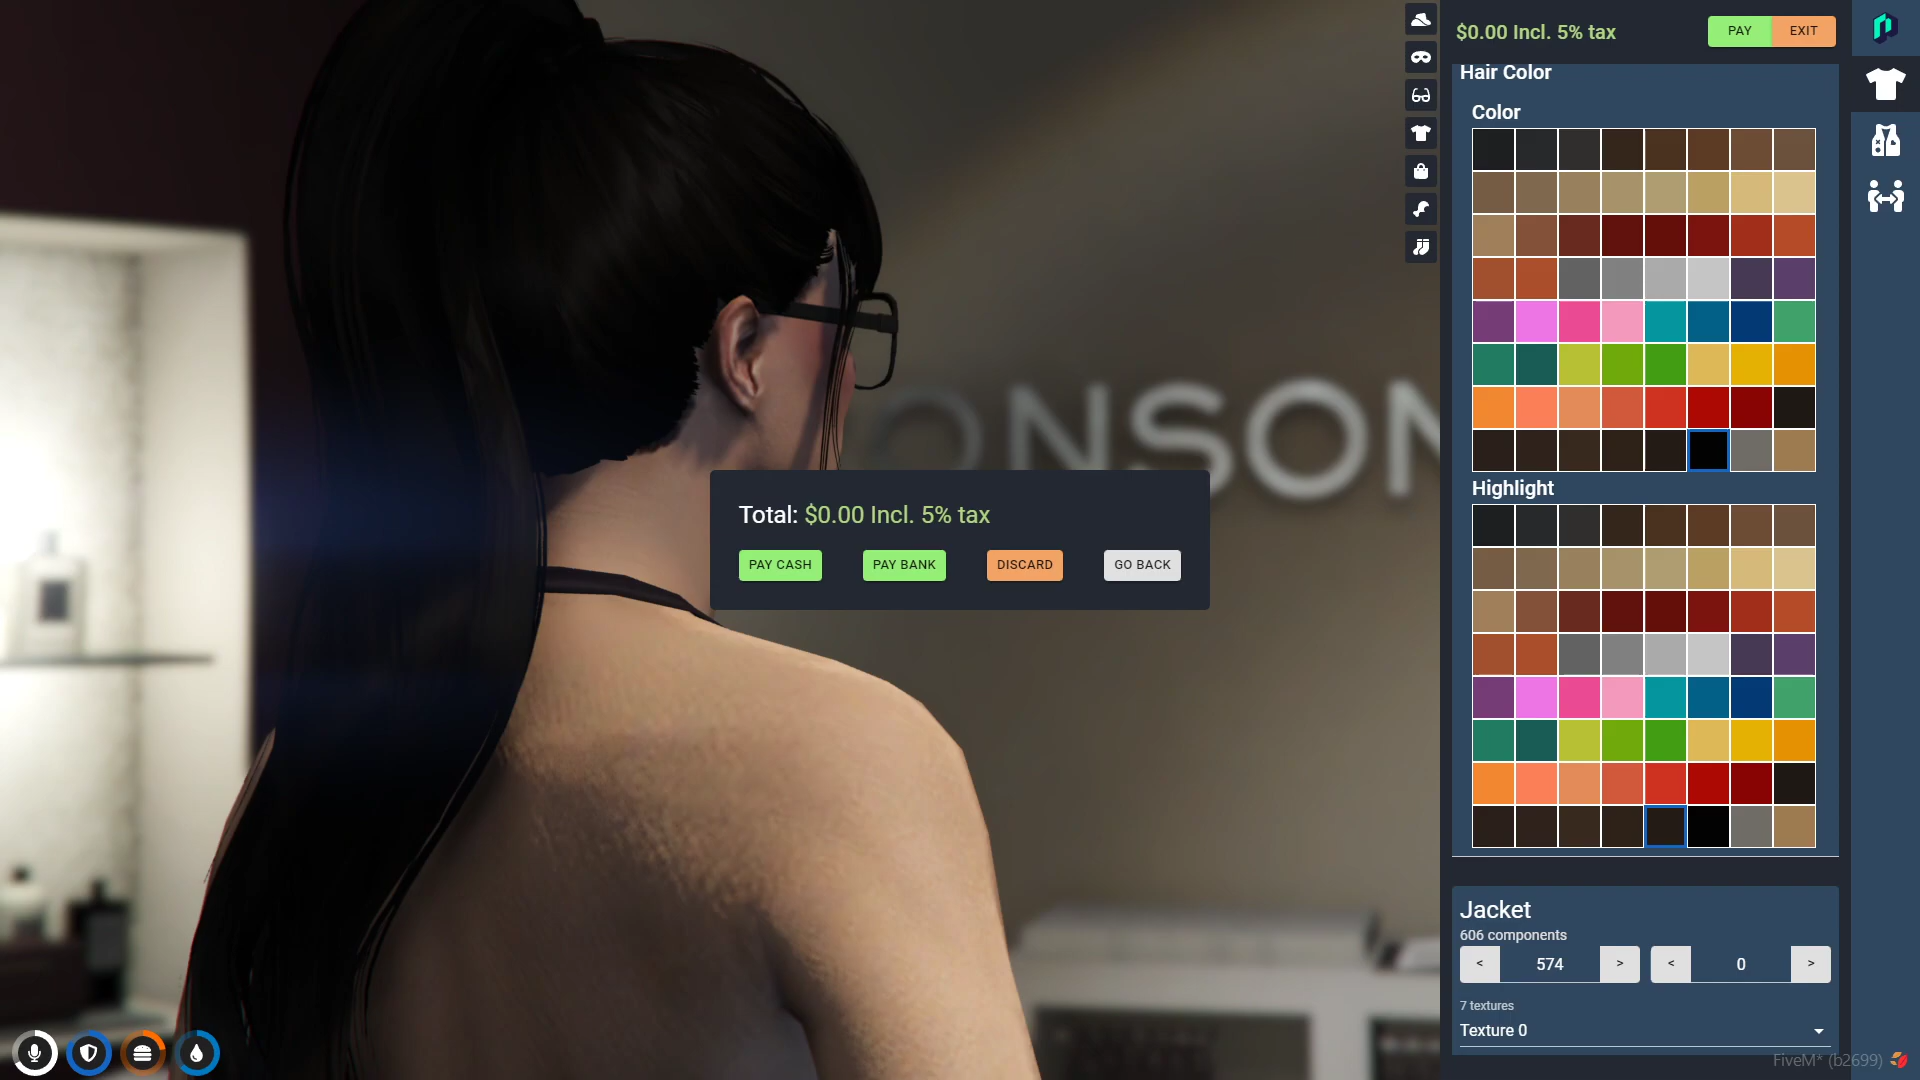 $0.00 Incl. 5% tax
PAY
EXIT
Hair Color
Color
Highlight
Total: $0.00 Incl. 5% tax
PAY CASH
PAY BANK
DISCARD
GO BACK
ONSON
Jacket
606 components
< 574 >
< 0 >
7 textures
Texture 0
FiveM* (b2699)